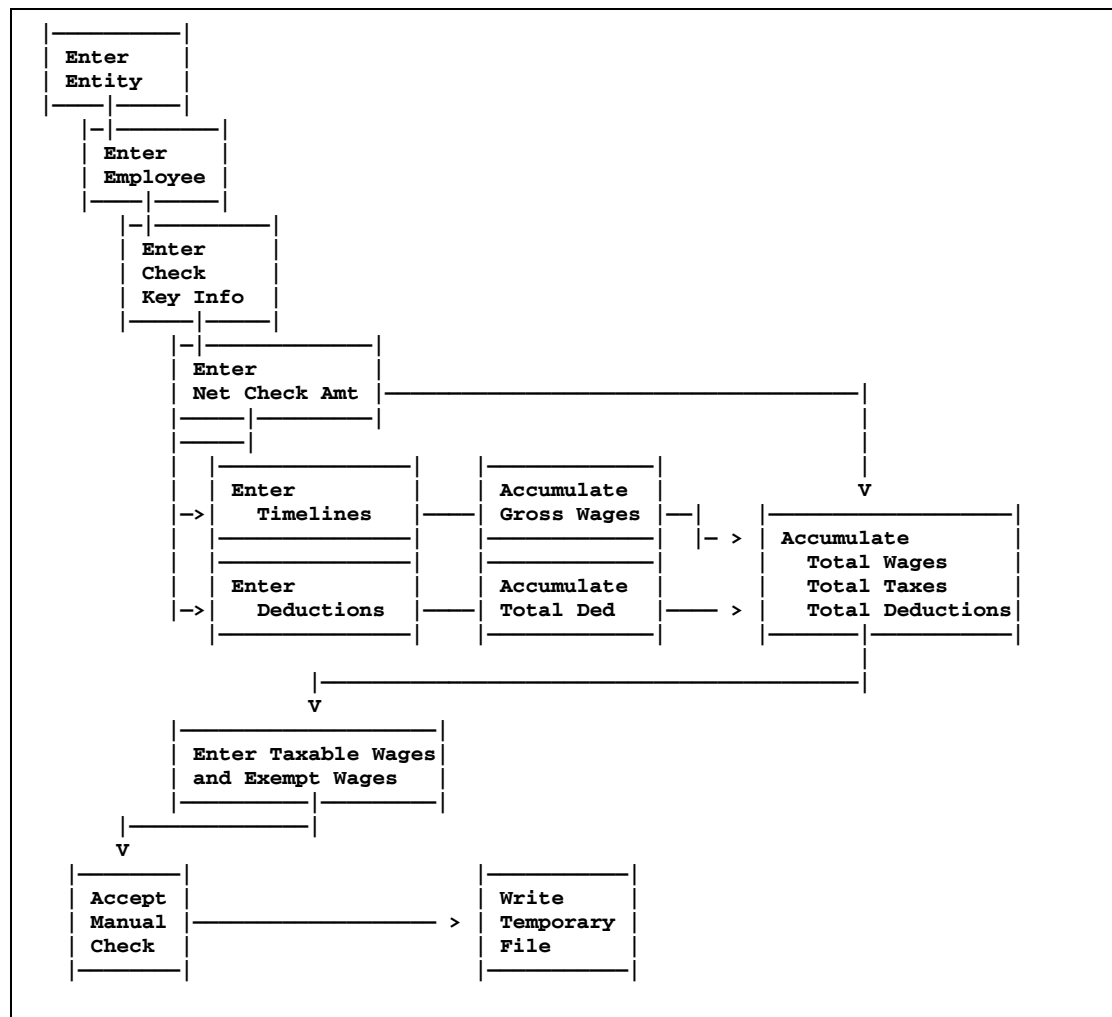 Enter
Entity
Enter
Employee
Enter
Check
Key Info
Enter
Net Check Amt
Enter
Timelines
Accumulate
Gross Wages
Enter
Deductions
Accumulate
Total Ded
Accumulate
Total Wages
Total Taxes
Total Deductions
Enter Taxable Wages
and Exempt Wages
Accept
Manual
Check
Write
Temporary
File